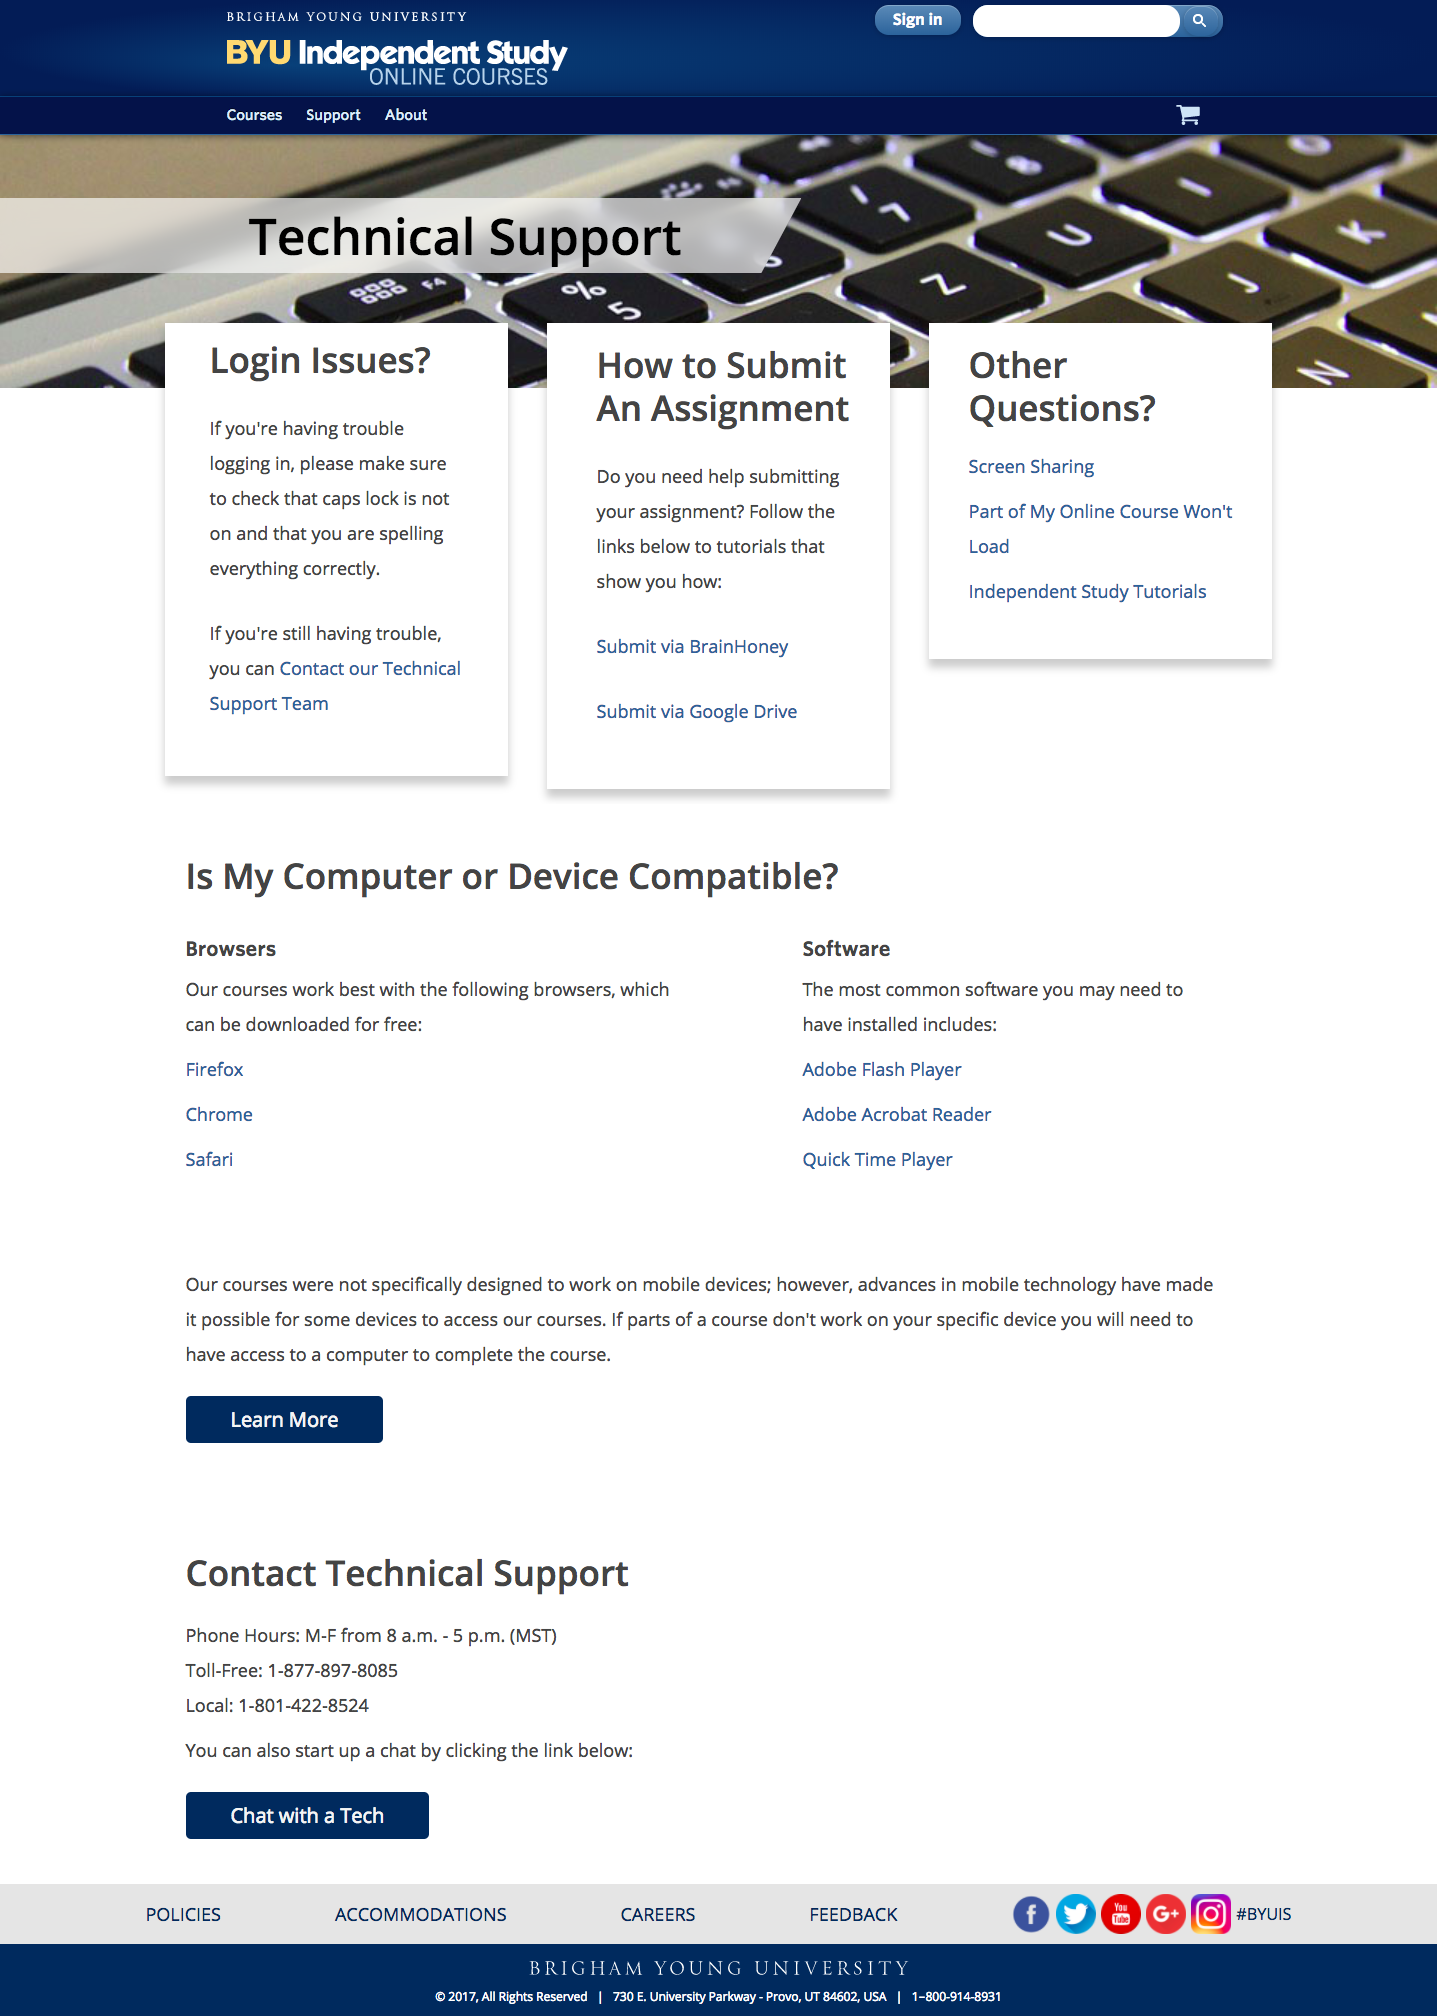 BRIGHAM YOUNG UNIVERSITY
Sign in
BYU Independent Study
ONLINE COURSES
Courses Support About
Technical Support
F4
% 5
7
U
K
Z
J
N
Login Issues?
If you're having trouble
logging in, please make sure
to check that caps lock is not
on and that you are spelling
everything correctly.
If you're still having trouble,
you can Contact our Technical
Support Team
How to Submit
An Assignment
Do you need help submitting
your assignment? Follow the
links below to tutorials that
show you how:
Submit via BrainHoney
Submit via Google Drive
Other
Questions?
Screen Sharing
Part of My Online Course Won't
Load
Independent Study Tutorials
Is My Computer or Device Compatible?
Browsers
Our courses work best with the following browsers, which
can be downloaded for free:
Firefox
Chrome
Safari
Software
The most common software you may need to
have installed includes:
Adobe Flash Player
Adobe Acrobat Reader
Quick Time Player
Our courses were not specifically designed to work on mobile devices; however, advances in mobile technology have made
it possible for some devices to access our courses. If parts of a course don't work on your specific device you will need to
have access to a computer to complete the course.
Learn More
Contact Technical Support
Phone Hours: M-F from 8 a.m. - 5 p.m. (MST)
Toll-Free: 1-877-897-8085
Local: 1-801-422-8524
You can also start up a chat by clicking the link below:
Chat with a Tech
POLICIES ACCOMMODATIONS CAREERS FEEDBACK f You Tube G+ #BYUIS
BRIGHAM YOUNG UNIVERSITY
© 2017, All Rights Reserved | 730 E. University Parkway - Provo, UT 84602, USA | 1-800-914-8931